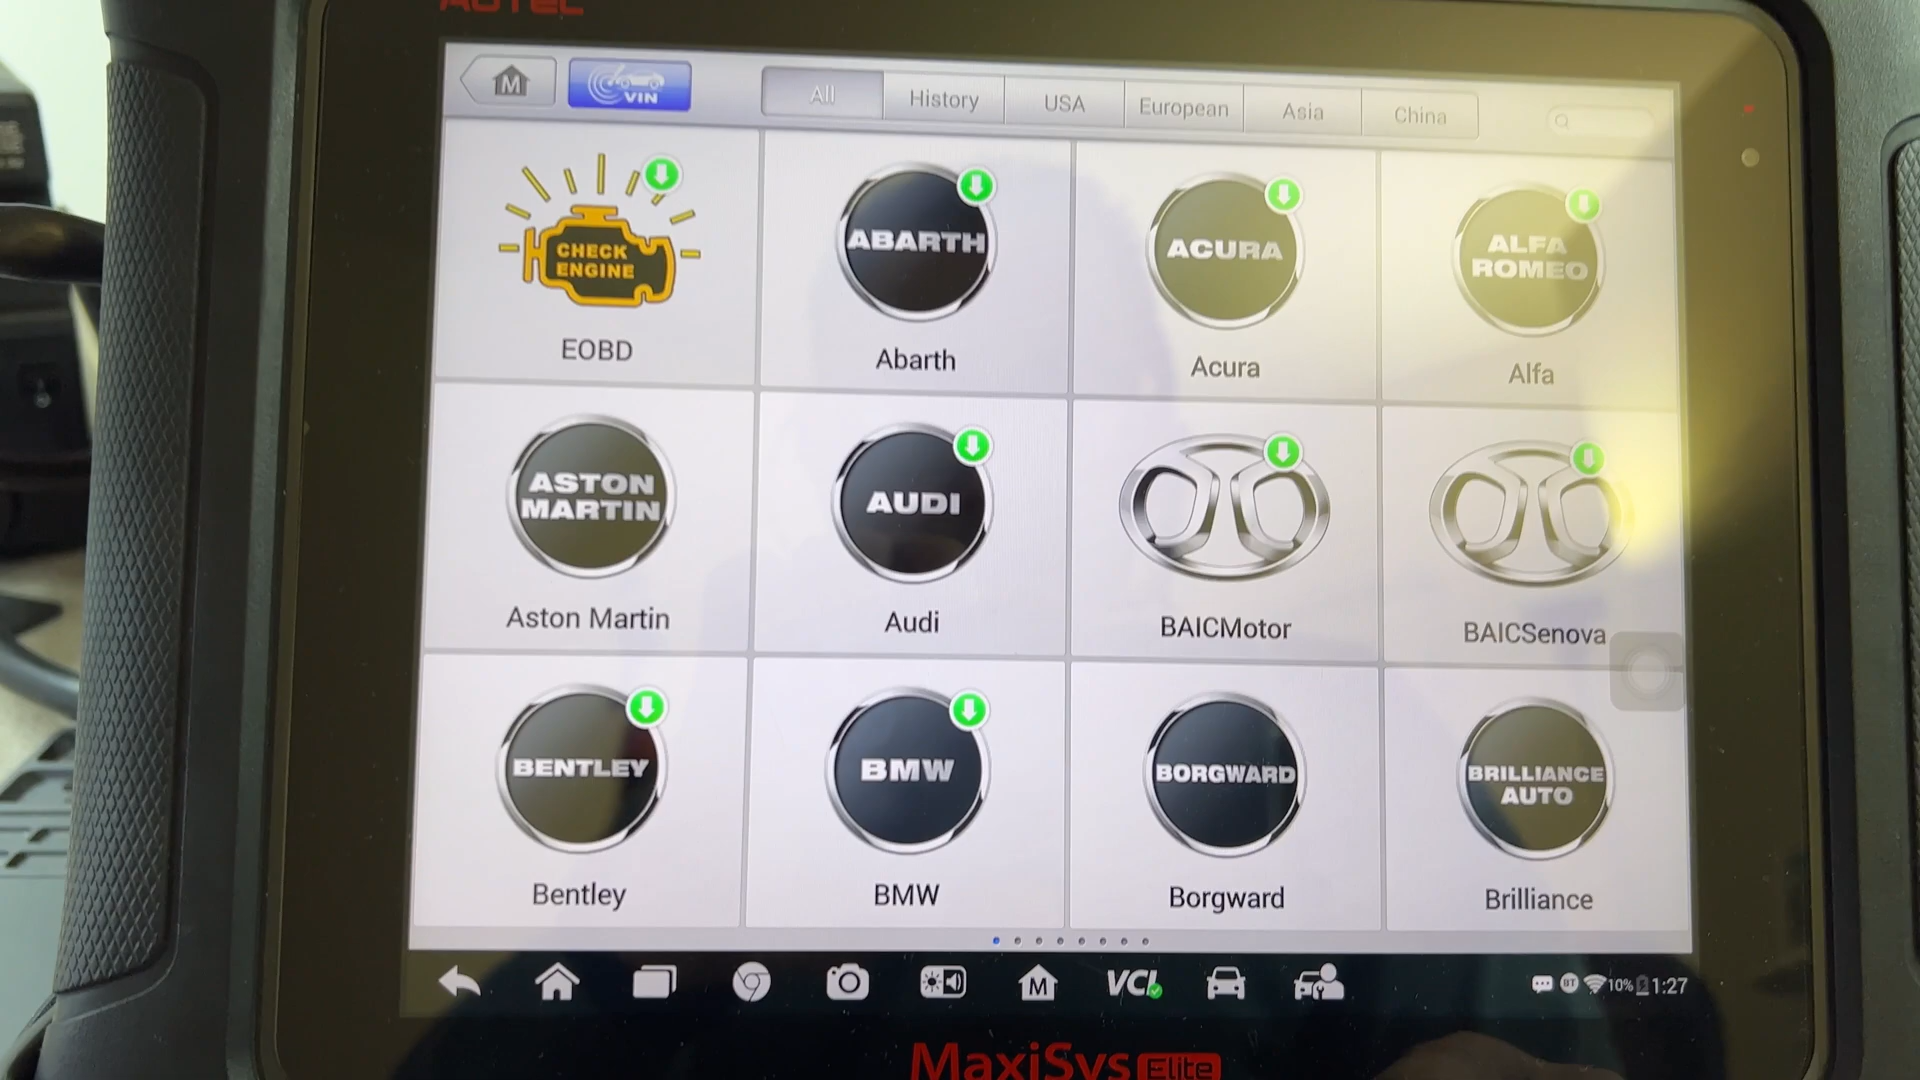 AUTEL
M
VIN
All
History
USA
European
Asia
China
CHECK
ENGINE
EOBD
ABARTH
Abarth
ACURA
Acura
ALFA
ROMEO
Alfa
ASTON
MARTIN
Aston Martin
AUDI
Audi
BAICMotor
BAICSenova
BENTLEY
Bentley
BMW
BMW
BORGWARD
Borgward
BRILLIANCE
AUTO
Brilliance
M
VCI
BT
10%
1:27
MaxiSys Elite